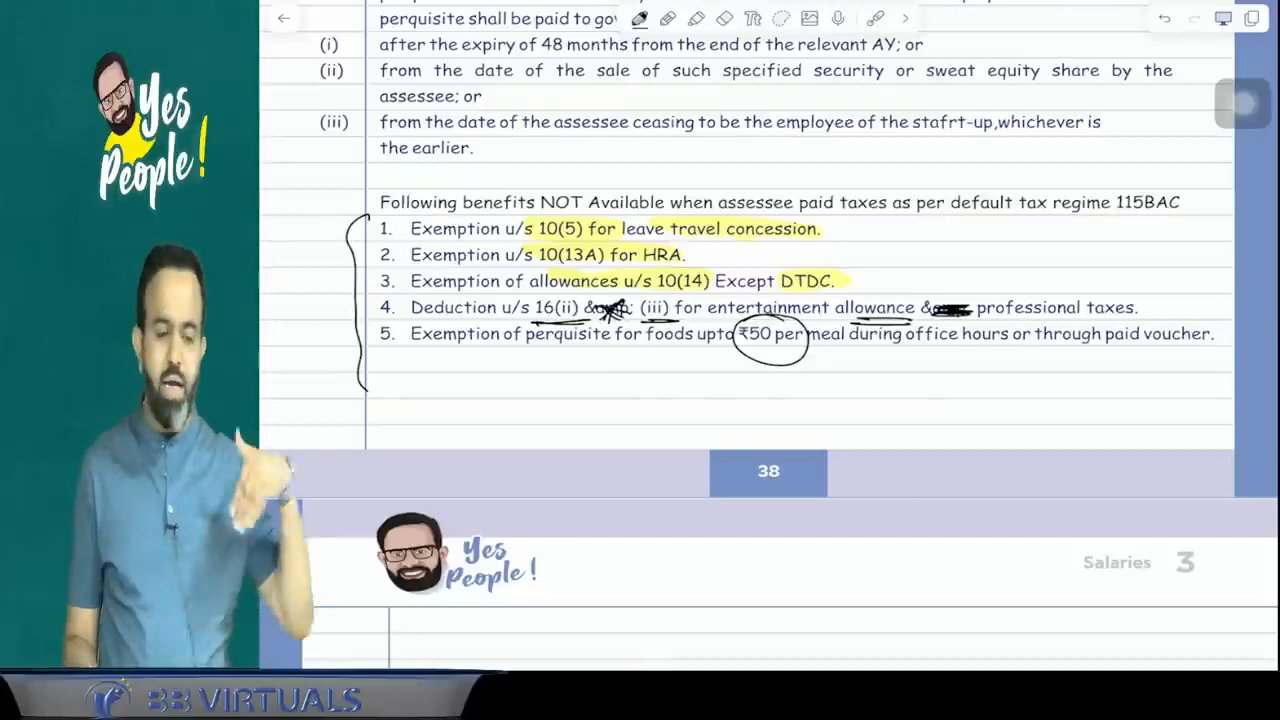 perquisite shall be paid to gov
(i) after the expiry of 48 months from the end of the relevant AY; or
(ii) from the date of the sale of such specified security or sweat equity share by the
assessee; or
(iii) from the date of the assessee ceasing to be the employee of the stafrt-up,whichever is
the earlier.
Following benefits NOT Available when assessee paid taxes as per default tax regime 115BAC
1. Exemption u/s 10(5) for leave travel concession.
2. Exemption u/s 10(13A) for HRA.
3. Exemption of allowances u/s 10(14) Except DTDC.
4. Deduction u/s 16(ii) & (iii) for entertainment allowance & professional taxes.
5. Exemption of perquisite for foods upto ₹50 per meal during office hours or through paid voucher.
38
Yes
People!
Yes
People!
Salaries 3
BB VIRTUALS